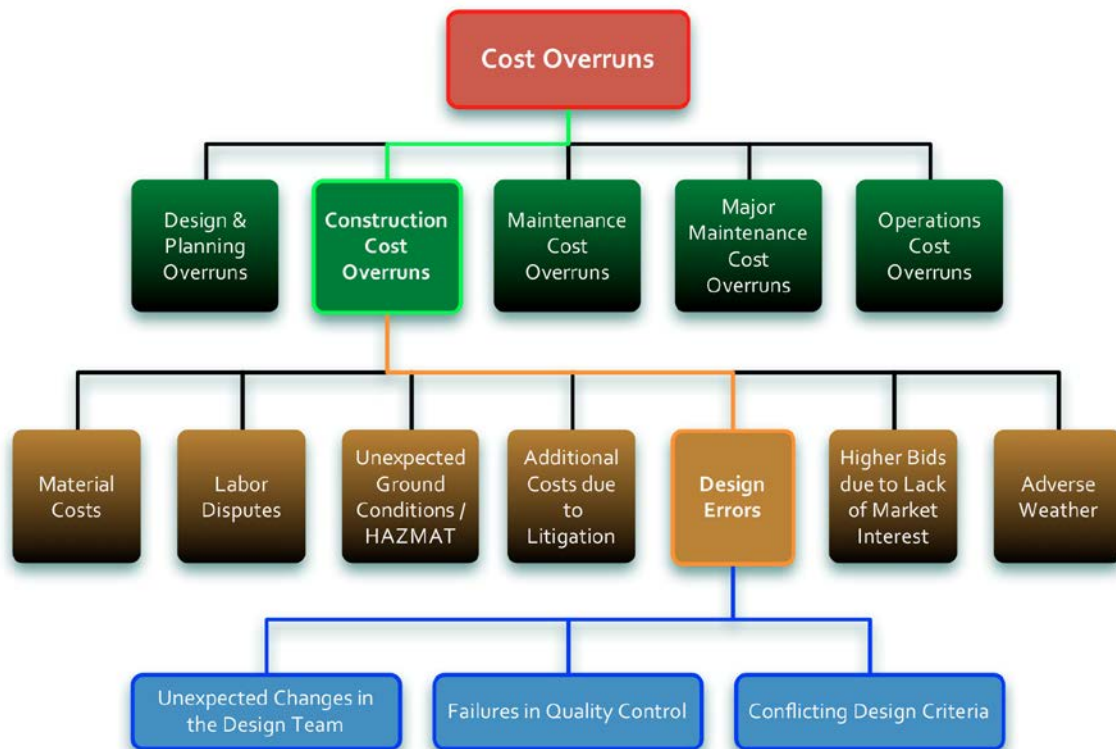 Cost Overruns
Design &
Planning
Overruns
Construction
Cost
Overruns
Maintenance
Cost
Overruns
Major
Maintenance
Cost
Overruns
Operations
Cost
Overruns
Material
Costs
Labor
Disputes
Unexpected
Ground
Conditions /
HAZMAT
Additional
Costs due
to
Litigation
Design
Errors
Higher Bids
due to Lack
of Market
Interest
Adverse
Weather
Unexpected Changes in
the Design Team
Failures in Quality Control
Conflicting Design Criteria